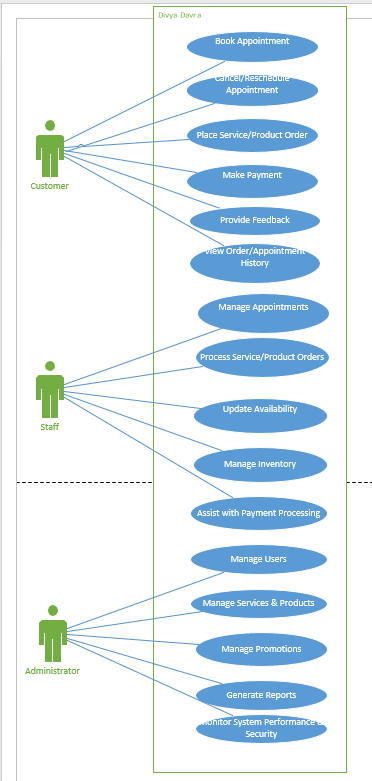 Divya Davra
Book Appointment
Cancel/Reschedule
Appointment
Place Service/Product Order
Customer
Make Payment
Provide Feedback
View Order/Appointment
History
Manage Appointments
Process Service/Product Orders
Update Availability
Staff
Manage Inventory
Assist with Payment Processing
Manage Users
Manage Services & Products
Manage Promotions
Administrator
Generate Reports
System Performance
Security